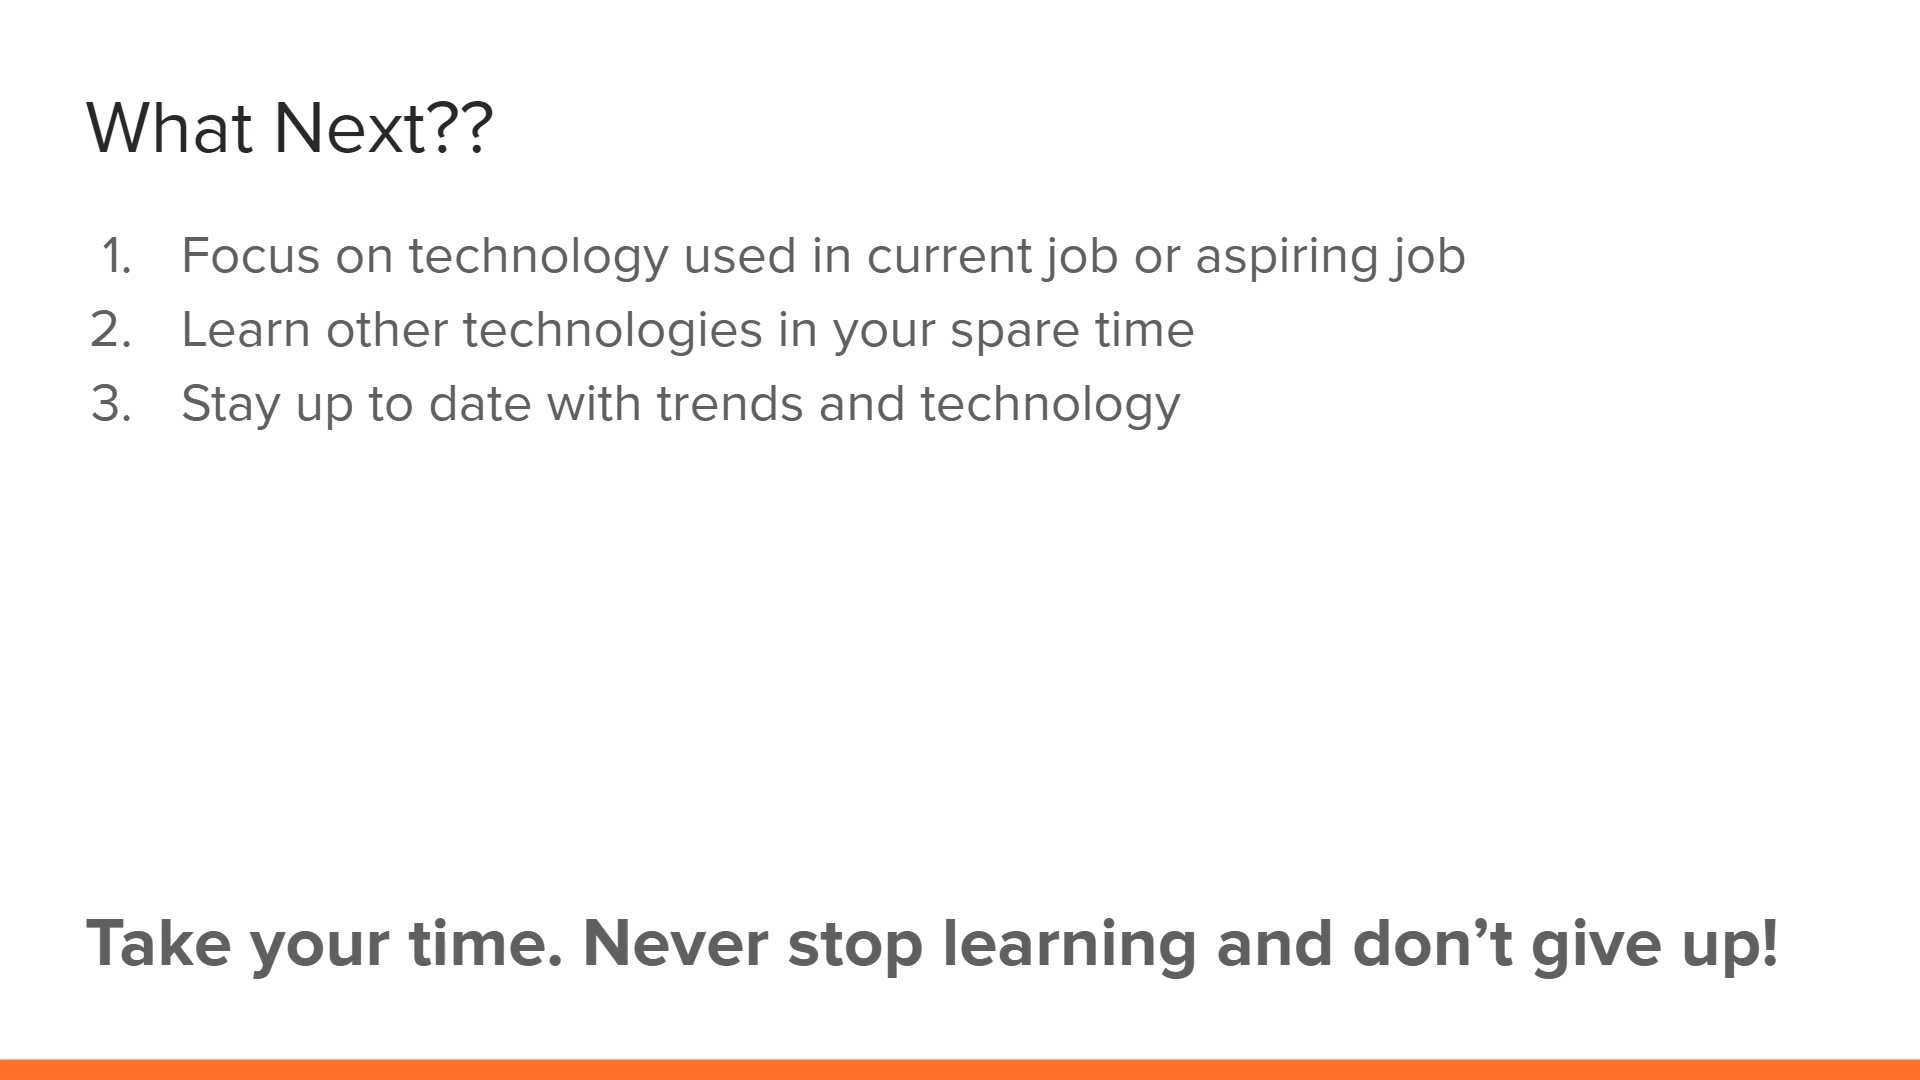 What Next??
1. Focus on technology used in current job or aspiring job
2. Learn other technologies in your spare time
3. Stay up to date with trends and technology
Take your time. Never stop learning and don’t give up!